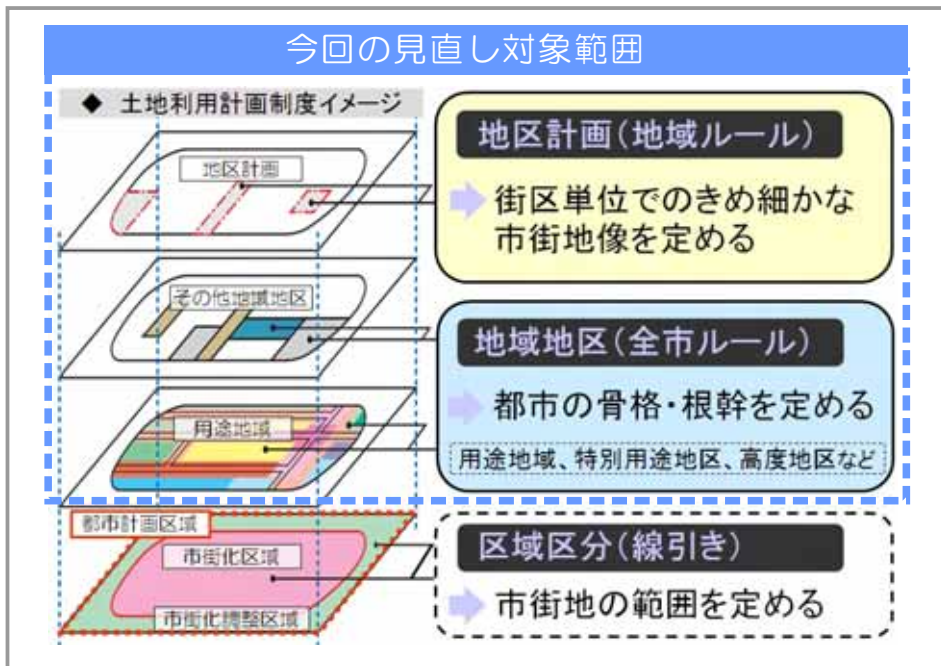 今回の見直し対象範囲
◆ 土地利用計画制度イメージ
地区計画
その他地域地区
用途地域
都市計画区域
市街化区域
市街化調整区域
地区計画(地域ルール)
街区単位でのきめ細かな
市街地像を定める
地域地区(全市ルール)
都市の骨格・根幹を定める
用途地域、特別用途地区、高度地区など
区域区分(線引き)
市街地の範囲を定める